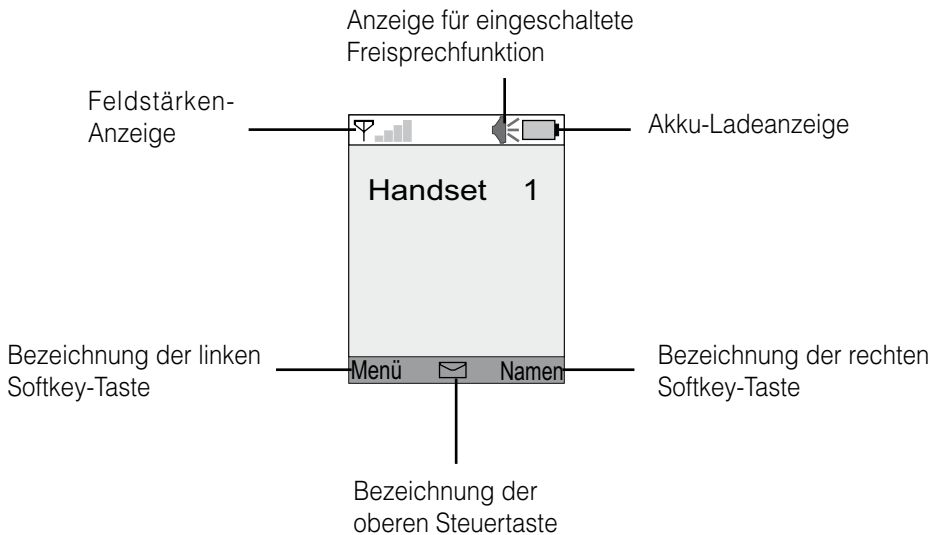 Anzeige für eingeschaltete
Freisprechfunktion
Feldstärken-
Anzeige
Akku-Ladeanzeige
Handset 1
Bezeichnung der linken
Softkey-Taste
Menü
Namen
Bezeichnung der rechten
Softkey-Taste
Bezeichnung der
oberen Steuertaste